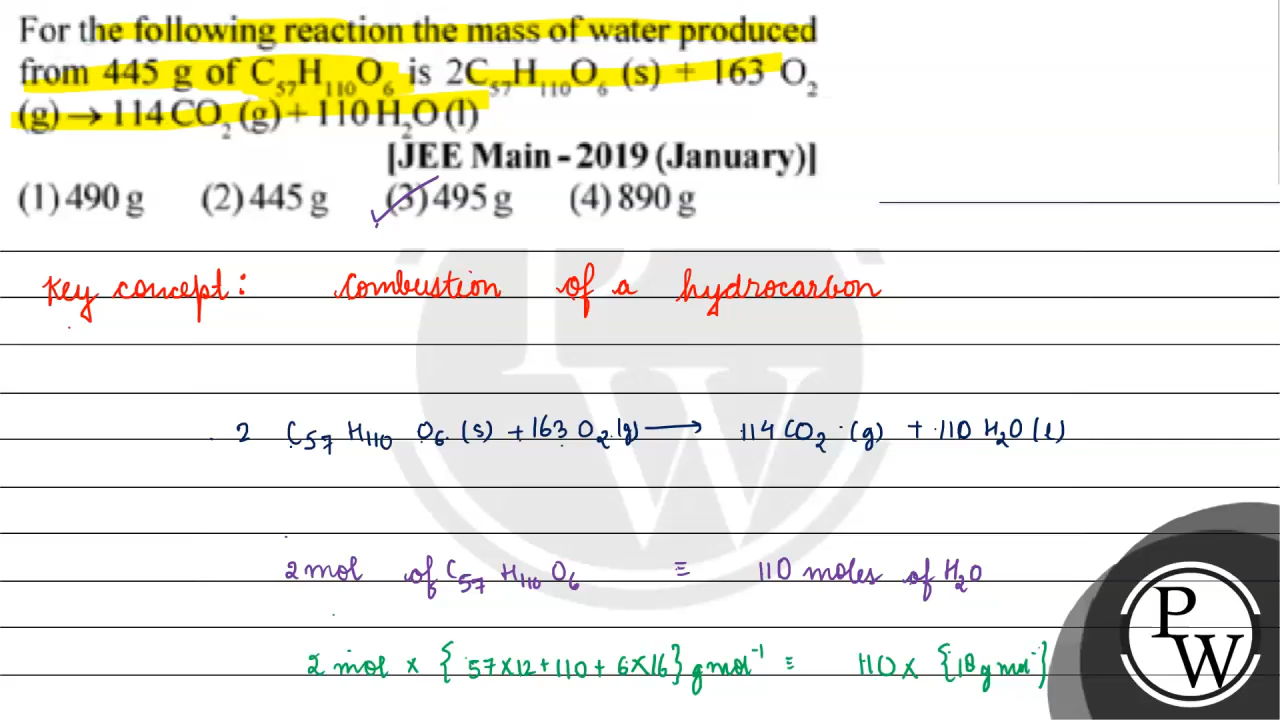 For the following reaction the mass of water produced
from 445 g of C₅₇H₁₁₀O₆ is 2C₅₇H₁₁₀O₆ (s) + 163 O₂
(g) → 114 CO₂ (g) + 110 H₂O (l)
[JEE Main - 2019 (January)]
(1) 490 g (2) 445 g (3) 495 g (4) 890 g
Key concept: Combustion of a hydrocarbon
2 C₅₇ H₁₁₀ O₆ (s) + 163 O₂ (g) ⟶ 114 CO₂ (g) + 110 H₂O (l)
2 mol of C₅₇ H₁₁₀ O₆ ≡ 110 moles of H₂O
2 mol × {57×12+110+6×16} g mol⁻¹ ≡ 110 × {18 g mol⁻¹}
PW
PW